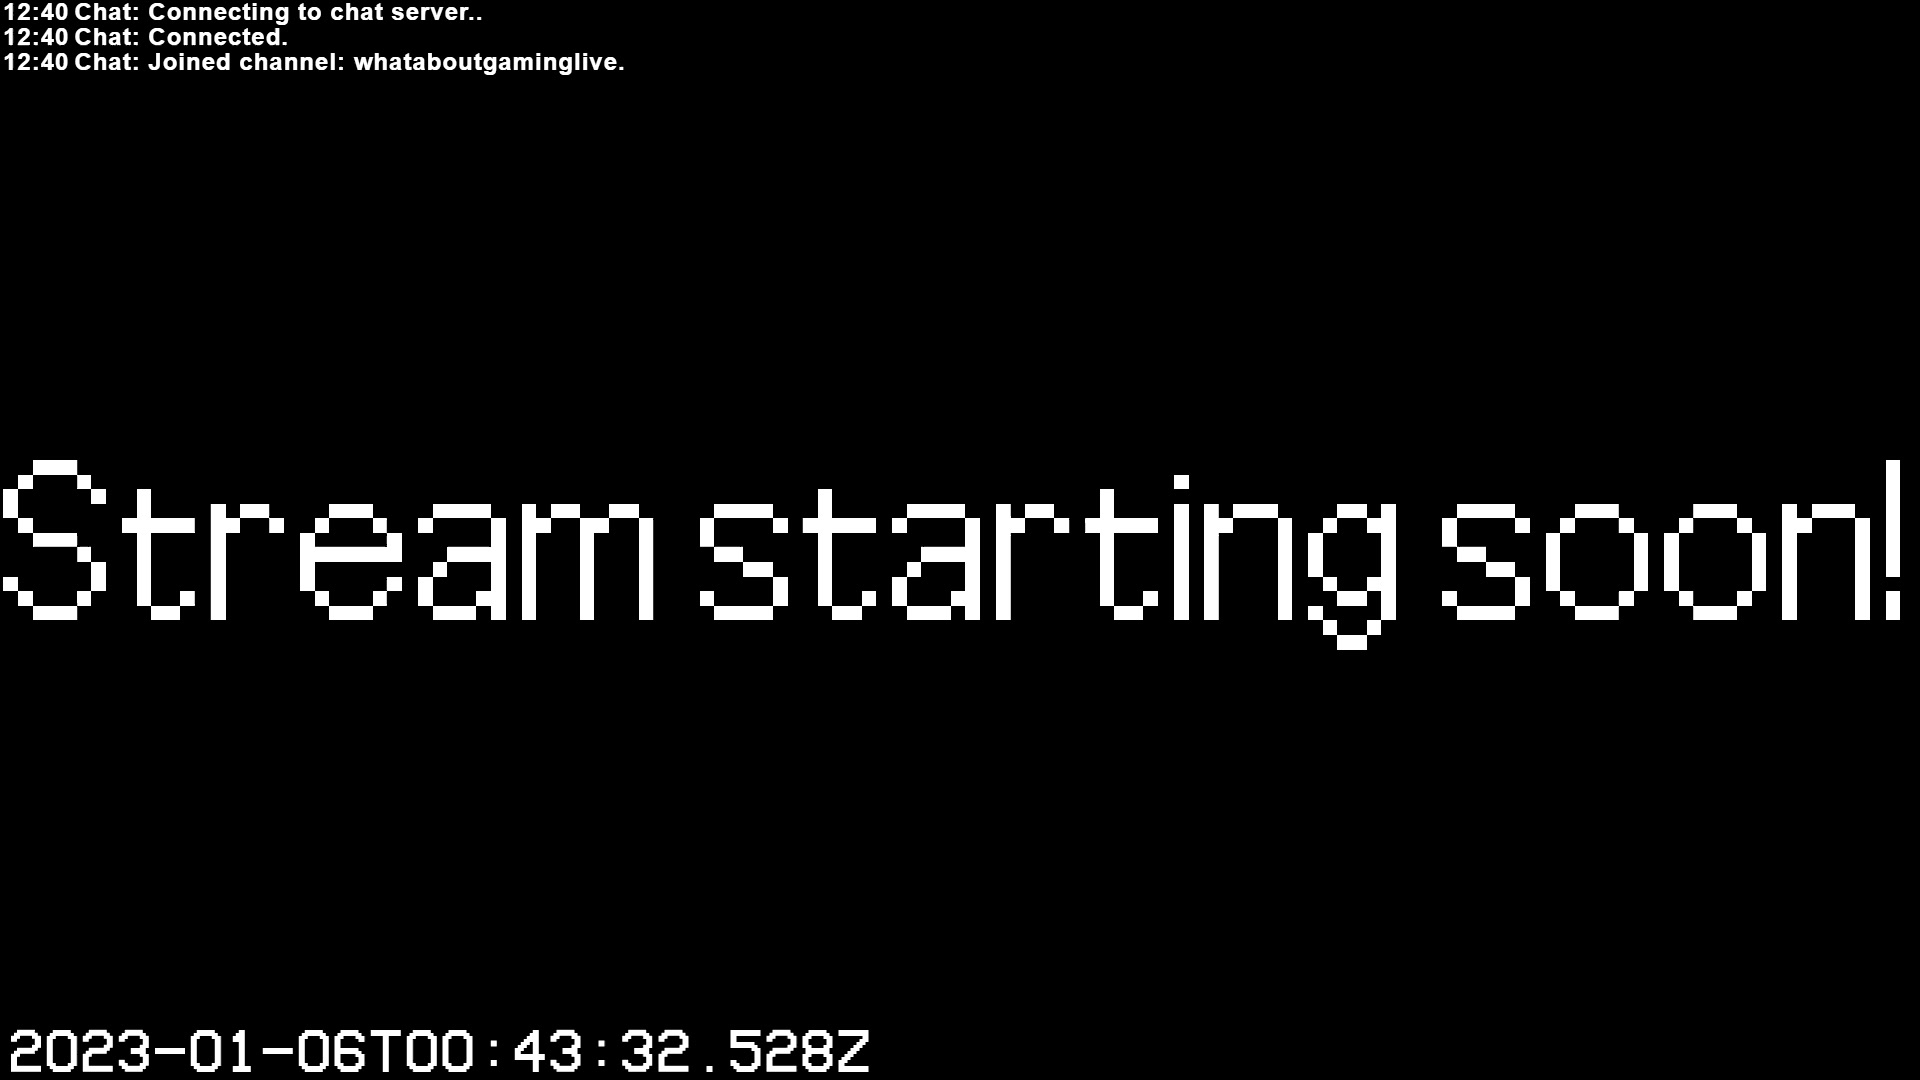 12:40 Chat: Connecting to chat server..
12:40 Chat: Connected.
12:40 Chat: Joined channel: whataboutgaminglive.
Stream starting soon!
2023-01-06T00:43:32.528Z